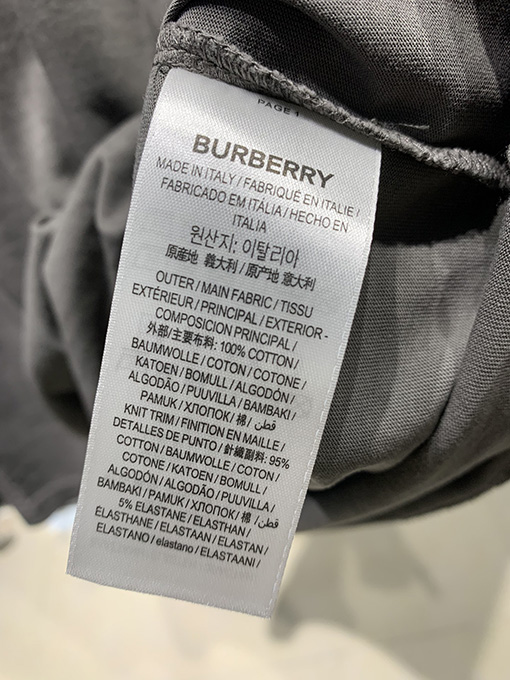 PAGE 1
BURBERRY
MADE IN ITALY / FABRIQUÉ EN ITALIE /
FABRICADO EM ITÁLIA / HECHO EN
ITALIA
원산지: 이탈리아
原産地 義大利 / 原产地 意大利
OUTER / MAIN FABRIC / TISSU
EXTÉRIEUR / PRINCIPAL / EXTERIOR -
COMPOSICION PRINCIPAL /
外部/主要布料: 100% COTTON /
BAUMWOLLE / COTON / COTONE /
KATOEN / BOMULL / ALGODÓN /
ALGODÃO / PUUVILLA / BAMBAKI /
PAMUK / ХЛОПОК / 棉 / قطن /
KNIT TRIM / FINITION EN MAILLE /
DETALLES DE PUNTO / 針織副料: 95%
COTTON / BAUMWOLLE / COTON /
COTONE / KATOEN / BOMULL /
ALGODÓN / ALGODÃO / PUUVILLA /
BAMBAKI / PAMUK / ХЛОПОК / 棉 / قطن /
5% ELASTANE / ELASTHAN /
ÉLASTHANE / ELASTAAN / ELASTAN /
ELASTANO / elastano / ELASTAANI /